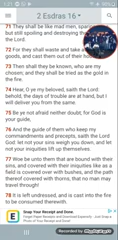 2 Esdras 16
71 They shall be like mad men, sparing
but still spoiling and destroying th
the Lord.
72 For they shall waste and take a
goods, and cast them out of their hou
73 Then shall they be known, who are my
chosen; and they shall be tried as the gold in
the fire.
74 Hear, O ye my beloved, saith the Lord:
behold, the days of trouble are at hand, but I
will deliver you from the same.
75 Be ye not afraid neither doubt; for God is
your guide,
76 And the guide of them who keep my
commandments and precepts, saith the Lord
God: let not your sins weigh you down, and let
not your iniquities lift up themselves.
77 Woe be unto them that are bound with their
sins, and covered with their iniquities like as a
field is covered over with bushes, and the path
thereof covered with thorns, that no man may
travel through!
78 It is left undressed, and is cast into the fire
to be consumed therewith.
Snap Your Receipt and Done